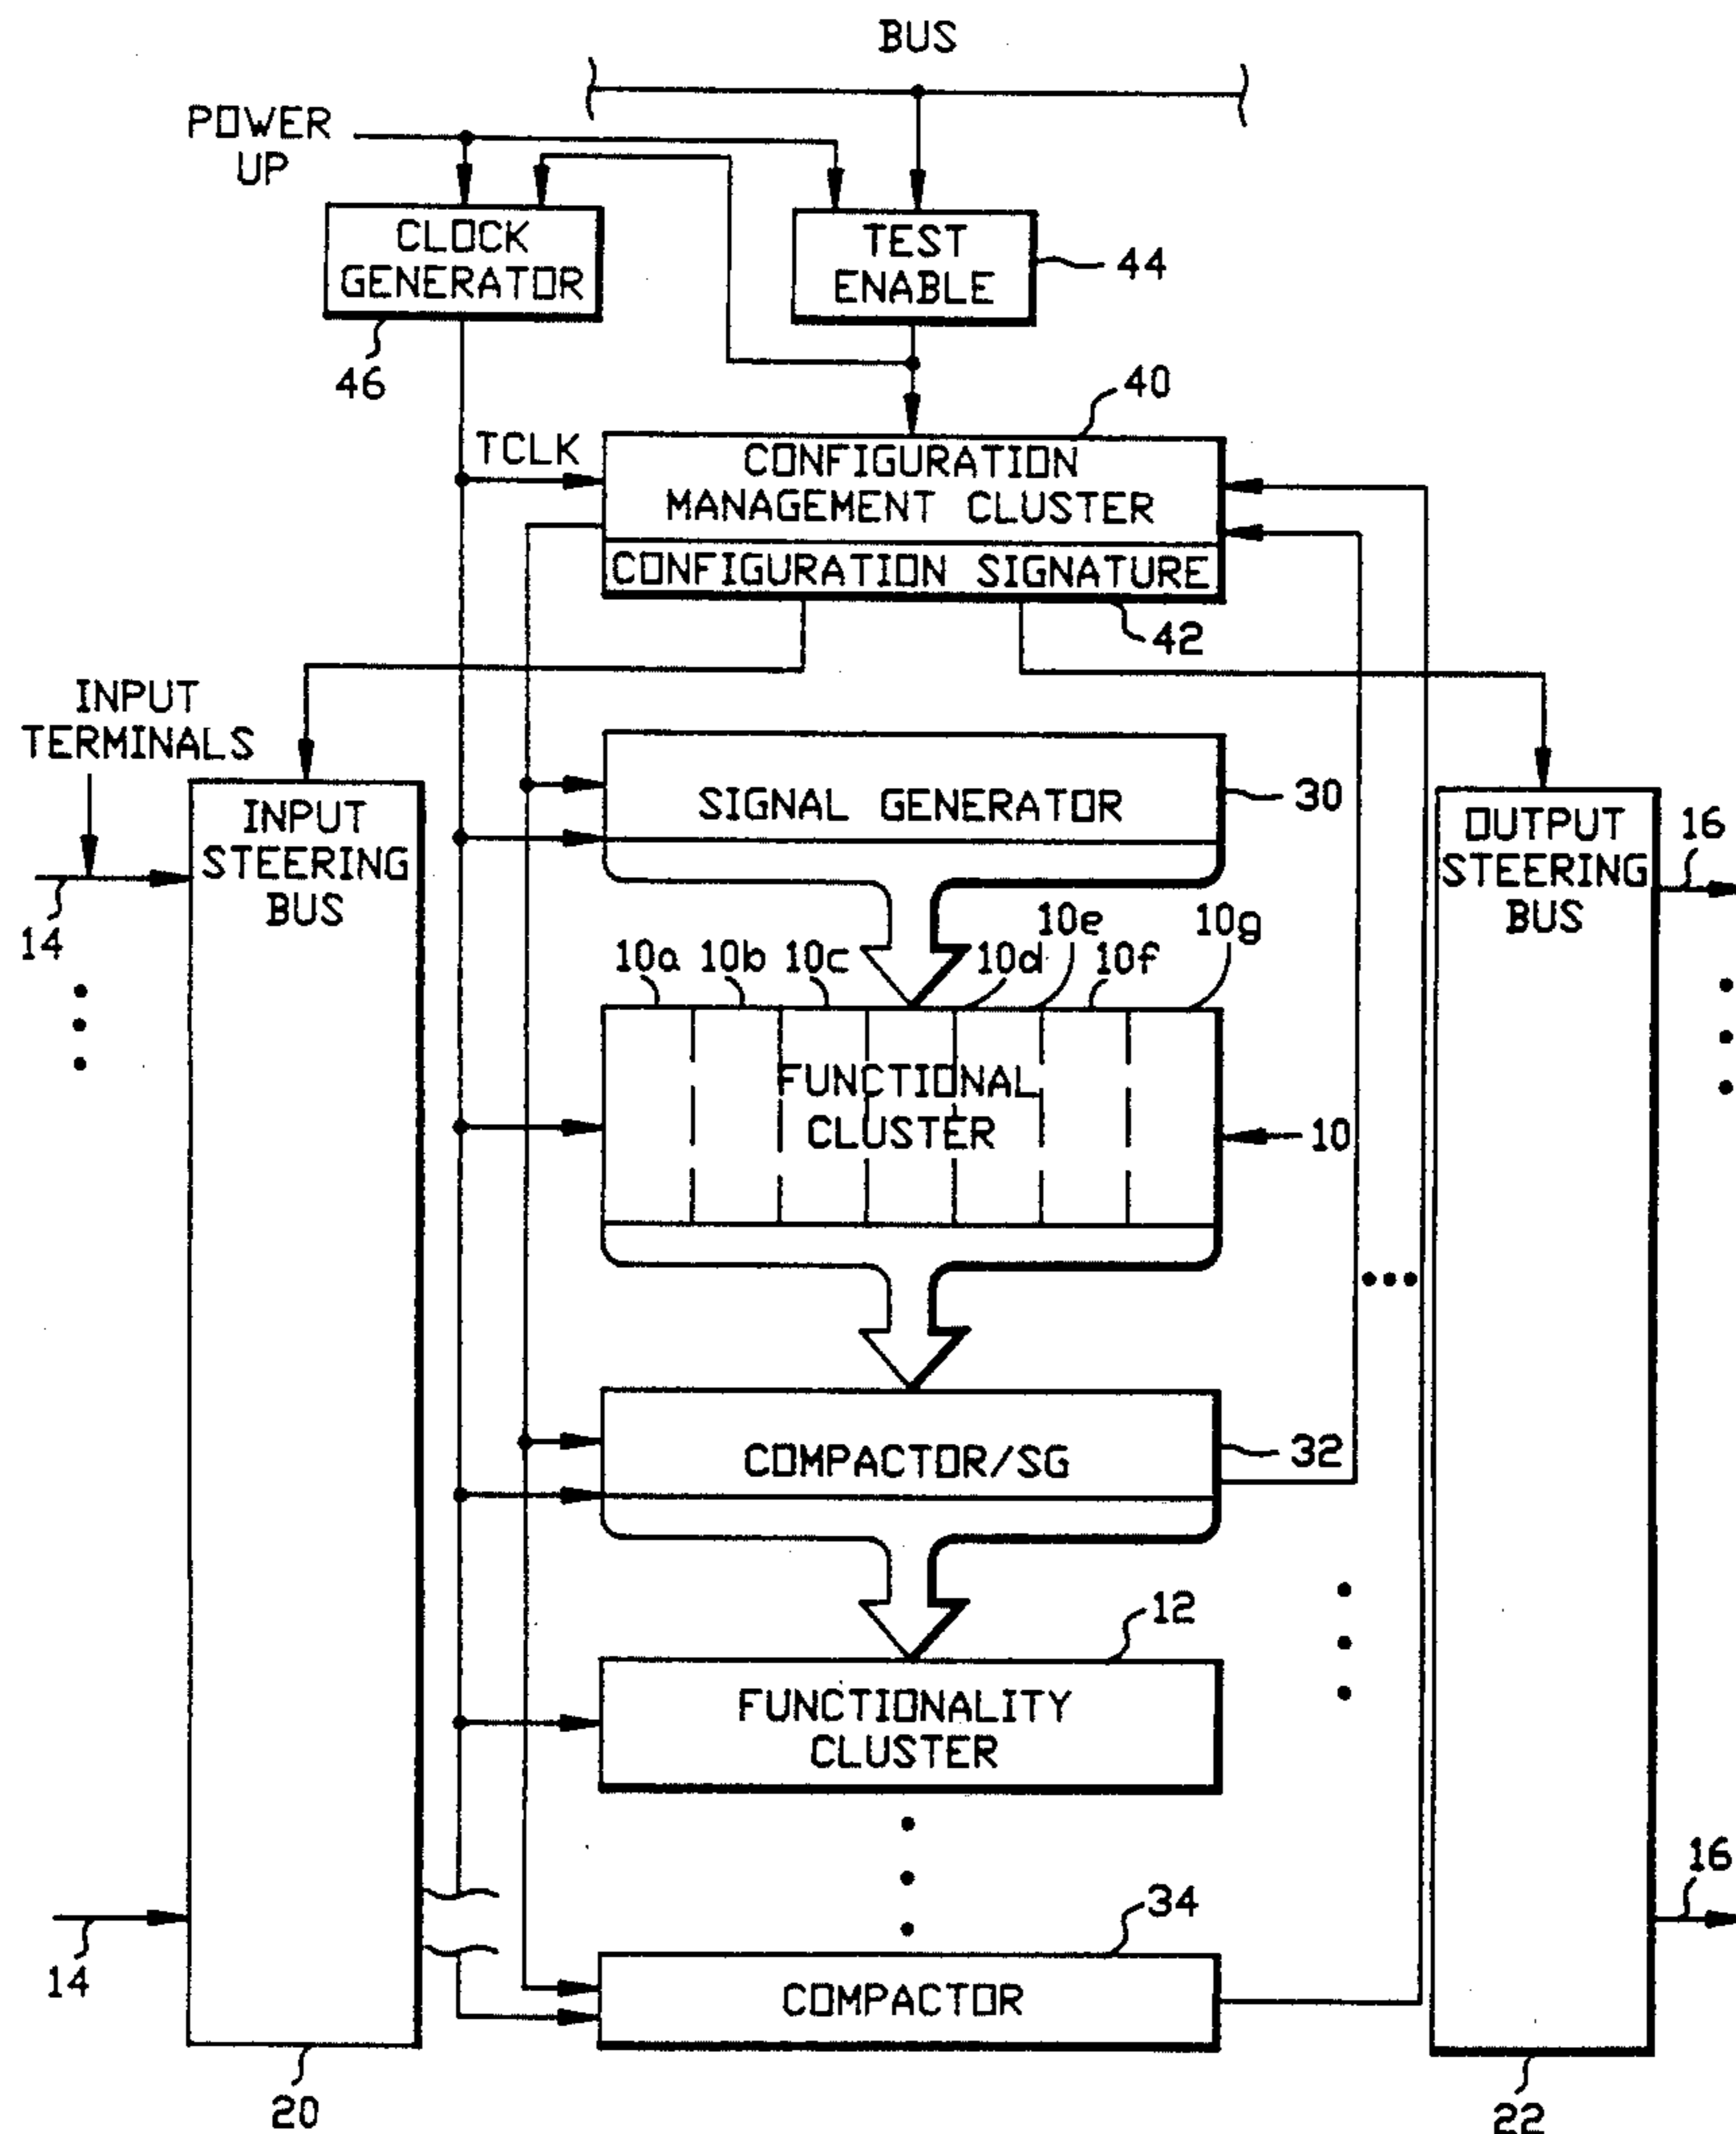 BUS
POWER
UP
CLOCK
GENERATOR
46
TEST
ENABLE
44
40
TCLK
CONFIGURATION
MANAGEMENT CLUSTER
CONFIGURATION SIGNATURE
42
INPUT
TERMINALS
14
INPUT
STEERING
BUS
SIGNAL GENERATOR
30
OUTPUT
STEERING
BUS
16
10a
10b
10c
10d
10e
10f
10g
FUNCTIONAL
CLUSTER
10
COMPACTOR/SG
32
12
FUNCTIONALITY
CLUSTER
34
COMPACTOR
14
16
20
22